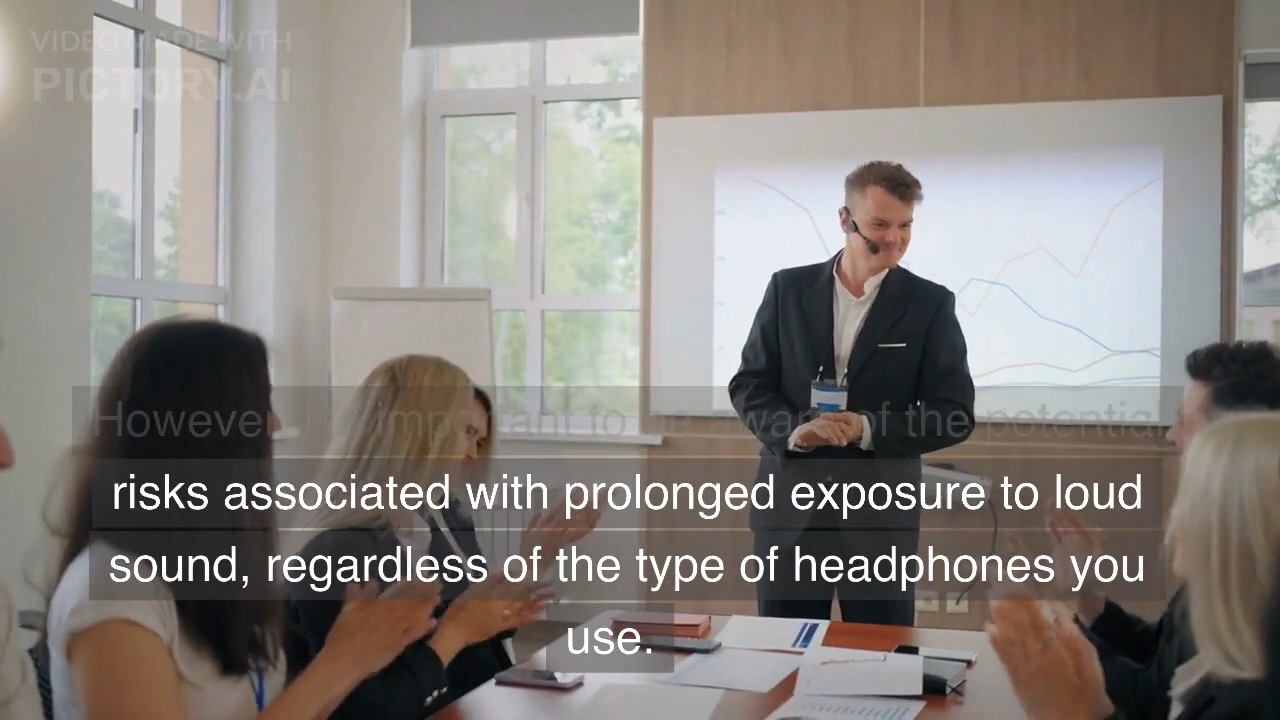 VIDEO MADE WITH
PICTORY.AI
However, important to be aware of the potential
risks associated with prolonged exposure to loud
sound, regardless of the type of headphones you
use.